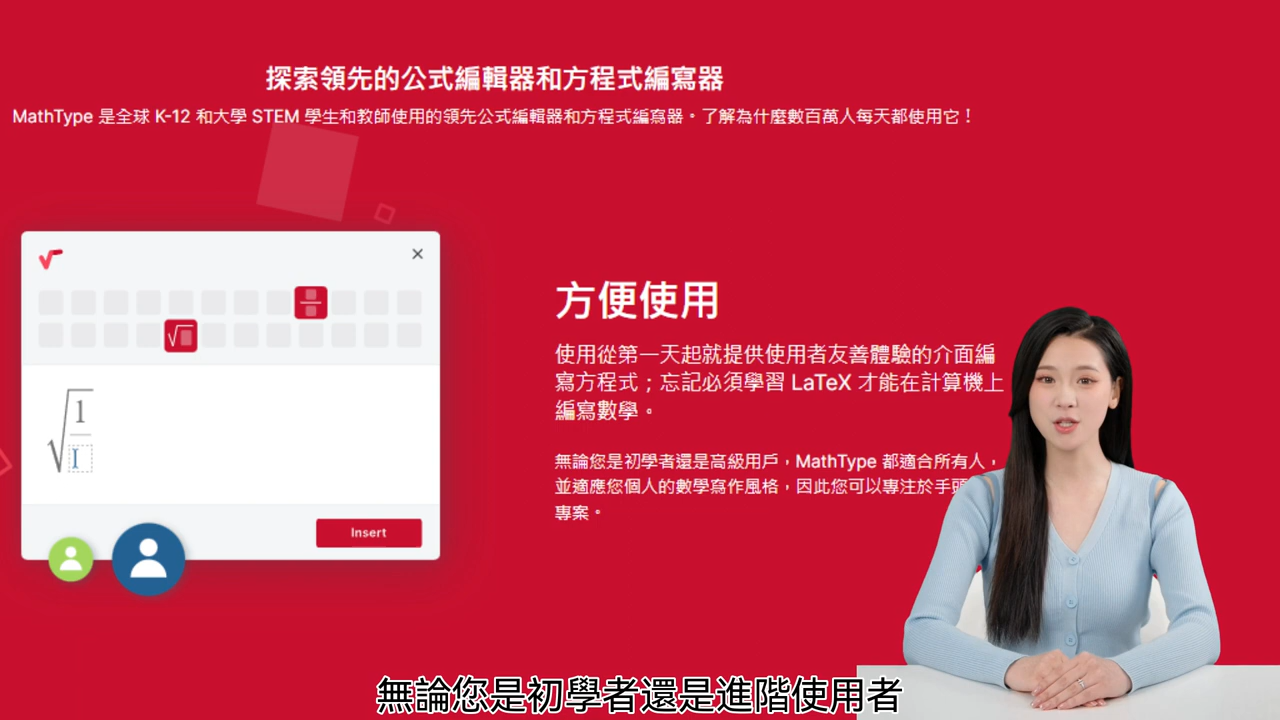 探索領先的公式編輯器和方程式編寫器
MathType 是全球 K-12 和大學 STEM 學生和教師使用的領先公式編輯器和方程式編寫器。了解為什麼數百萬人每天都使用它！
方便使用
使用從第一天起就提供使用者友善體驗的介面編
寫方程式；忘記必須學習 LaTeX 才能在計算機上
編寫數學。
無論您是初學者還是高級用戶，MathType 都適合所有人，
並適應您個人的數學寫作風格，因此您可以專注於手
專案。
1
Insert
無論您是初學者還是進階使用者